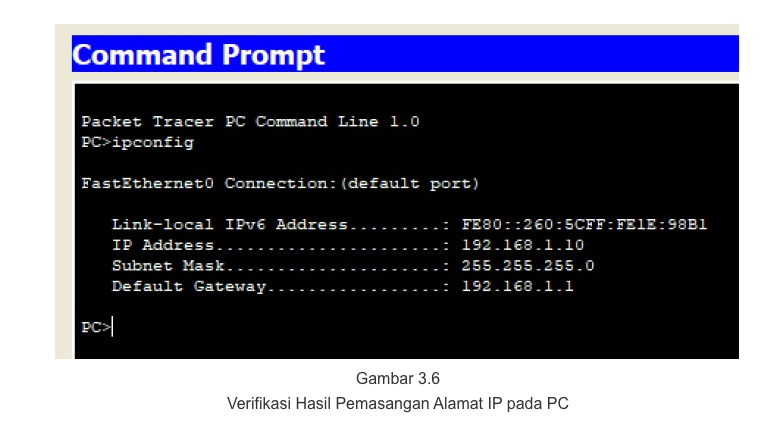 Command Prompt
Packet Tracer PC Command Line 1.0
PC>ipconfig
FastEthernet0 Connection:(default port)
Link-local IPv6 Address.........: FE80::260:5CFF:FE1E:98B1
IP Address......................: 192.168.1.10
Subnet Mask.....................: 255.255.255.0
Default Gateway.................: 192.168.1.1
PC>
Gambar 3.6
Verifikasi Hasil Pemasangan Alamat IP pada PC